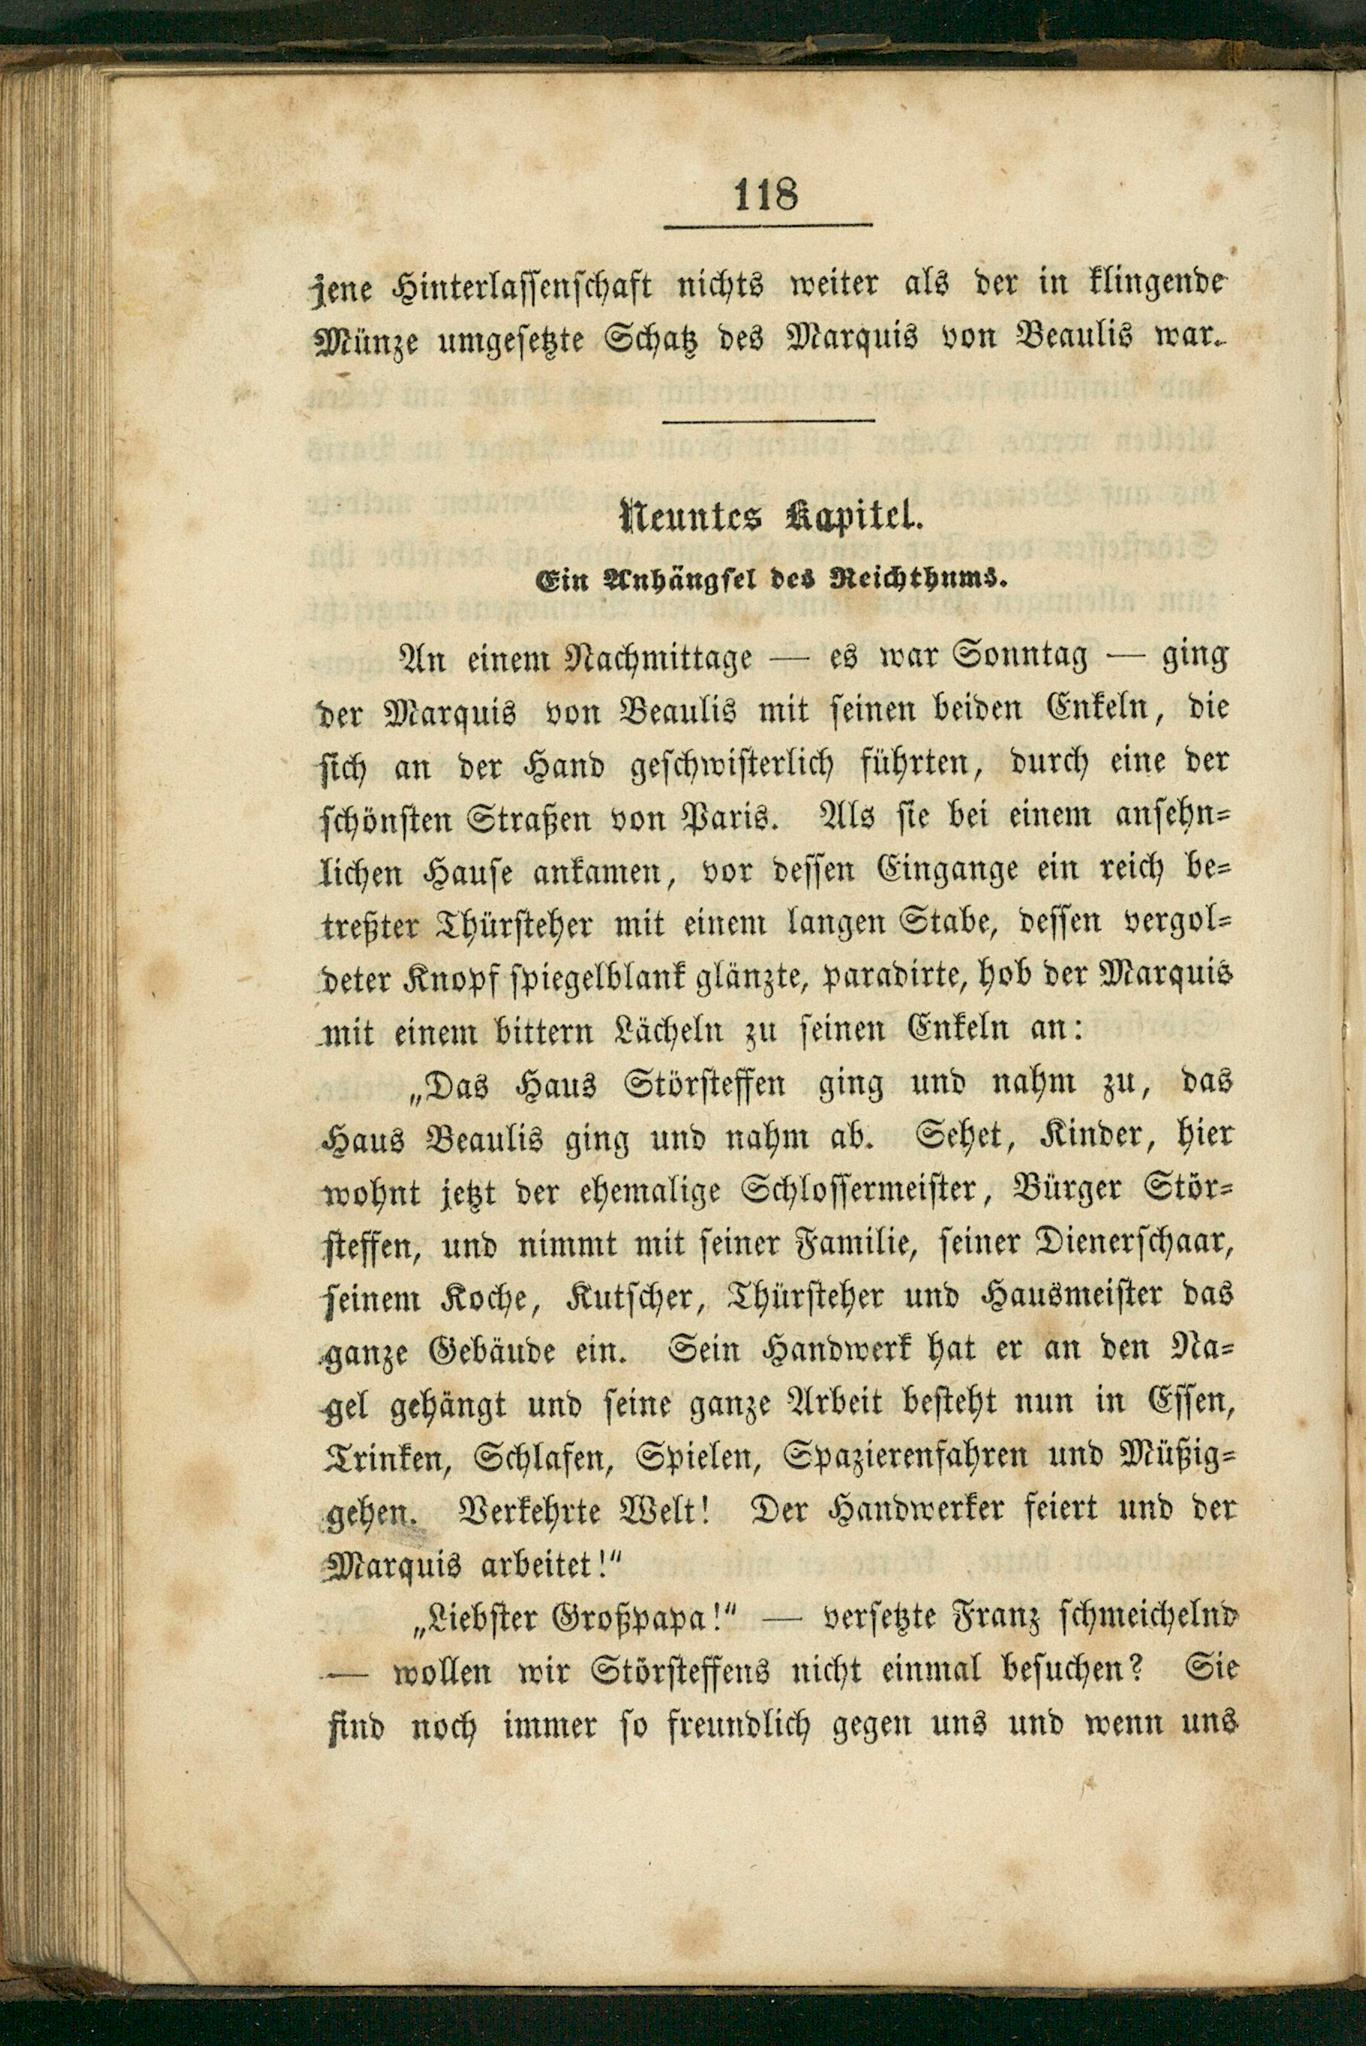 118
jene Hinterlassenschaft nichts weiter als der in klingende
Münze umgesetzte Schatz des Marquis von Beaulis war.
Neuntes Kapitel.
Ein Anhängsel des Reichthums.
An einem Nachmittage — es war Sonntag — ging
der Marquis von Beaulis mit seinen beiden Enkeln, die
sich an der Hand geschwisterlich führten, durch eine der
schönsten Straßen von Paris. Als sie bei einem ansehn-
lichen Hause ankamen, vor dessen Eingange ein reich be-
treßter Thürsteher mit einem langen Stabe, dessen vergol-
deter Knopf spiegelblank glänzte, paradirte, hob der Marquis
mit einem bittern Lächeln zu seinen Enkeln an:
„Das Haus Störsteffen ging und nahm zu, das
Haus Beaulis ging und nahm ab. Sehet, Kinder, hier
wohnt jetzt der ehemalige Schlossermeister, Bürger Stör-
steffen, und nimmt mit seiner Familie, seiner Dienerschaar,
seinem Koche, Kutscher, Thürsteher und Hausmeister das
ganze Gebäude ein. Sein Handwerk hat er an den Na-
gel gehängt und seine ganze Arbeit besteht nun in Essen,
Trinken, Schlafen, Spielen, Spazierenfahren und Müßig-
gehen. Verkehrte Welt! Der Handwerker feiert und der
Marquis arbeitet!“
„Liebster Großpapa!“ — versetzte Franz schmeichelnd
— wollen wir Störsteffens nicht einmal besuchen? Sie
sind noch immer so freundlich gegen uns und wenn uns